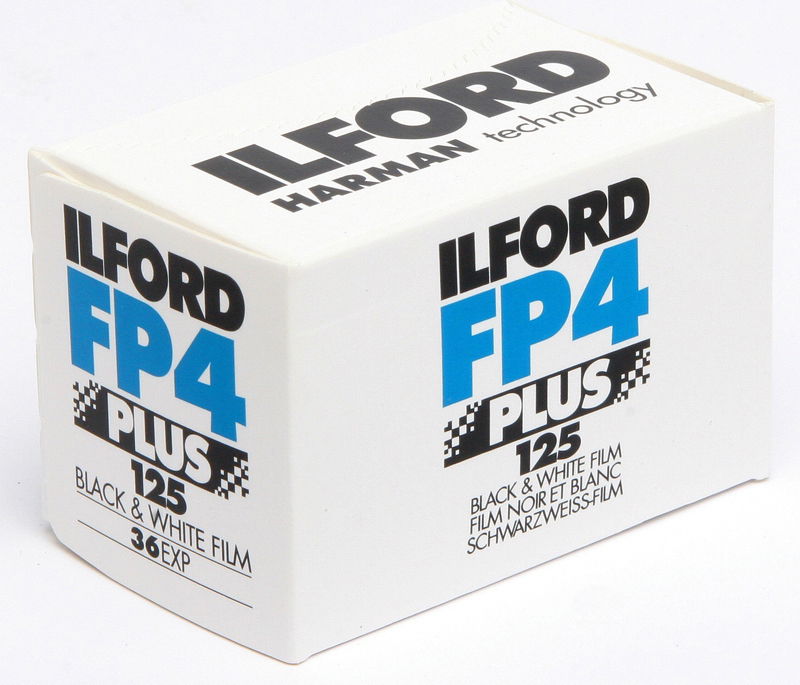 ILFORD
HARMAN technology
ILFORD
FP4
PLUS
125
BLACK & WHITE FILM
36EXP
ILFORD
FP4
PLUS
125
BLACK & WHITE FILM
FILM NOIR ET BLANC
SCHWARZWEISS-FILM